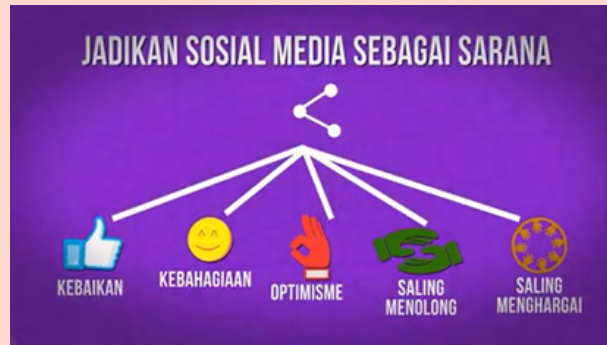 JADIKAN SOSIAL MEDIA SEBAGAI SARANA
KEBAIKAN
KEBAHAGIAAN
OPTIMISME
SALING
MENOLONG
SALING
MENGHARGAI